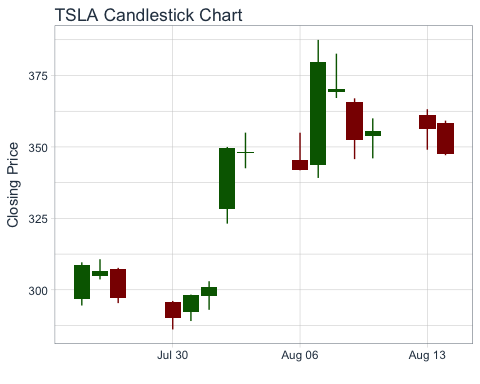 TSLA Candlestick Chart
Closing Price
375
350
325
300
Jul 30
Aug 06
Aug 13